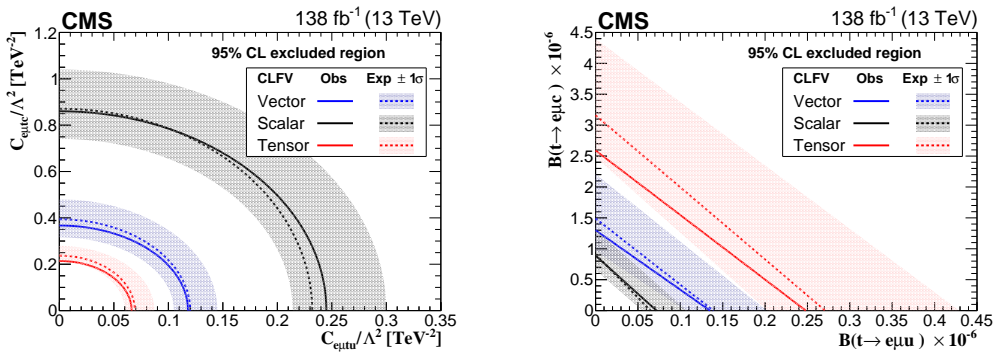 CMS 138 fb⁻¹ (13 TeV)
95% CL excluded region
CLFV Obs Exp ± 1σ
Vector
Scalar
Tensor
C_eμtc/Λ² [TeV⁻²]
1.2
1
0.8
0.6
0.4
0.2
0
0 0.05 0.1 0.15 0.2 0.25 0.3 0.35
C_eμtu/Λ² [TeV⁻²]
CMS 138 fb⁻¹ (13 TeV)
95% CL excluded region
CLFV Obs Exp ± 1σ
Vector
Scalar
Tensor
B(t→ eμc ) × 10⁻⁶
4.5
4
3.5
3
2.5
2
1.5
1
0.5
0
0 0.05 0.1 0.15 0.2 0.25 0.3 0.35 0.4 0.45
B(t→ eμu ) × 10⁻⁶